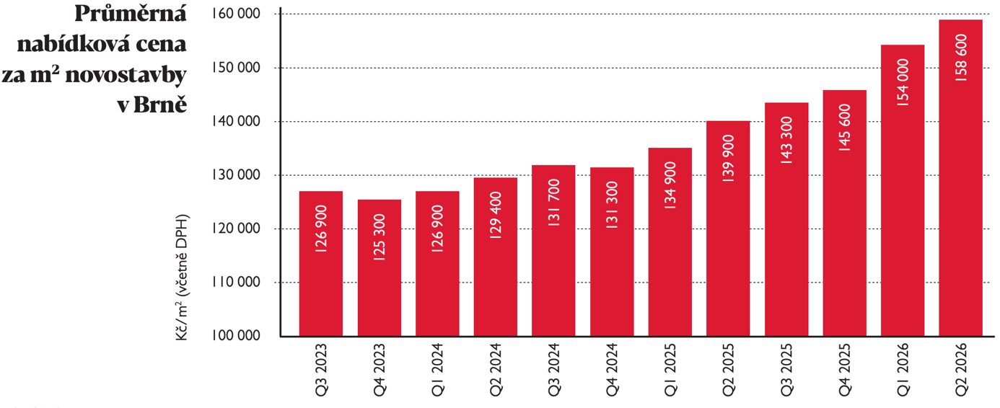 Průměrná
nabídková cena
za m² novostavby
v Brně
Kč/m² (včetně DPH)
160 000
150 000
140 000
130 000
120 000
110 000
100 000
126 900
125 300
126 900
129 400
131 700
131 300
134 900
139 900
143 300
145 600
154 000
158 600
Q3 2023
Q4 2023
Q1 2024
Q2 2024
Q3 2024
Q4 2024
Q1 2025
Q2 2025
Q3 2025
Q4 2025
Q1 2026
Q2 2026